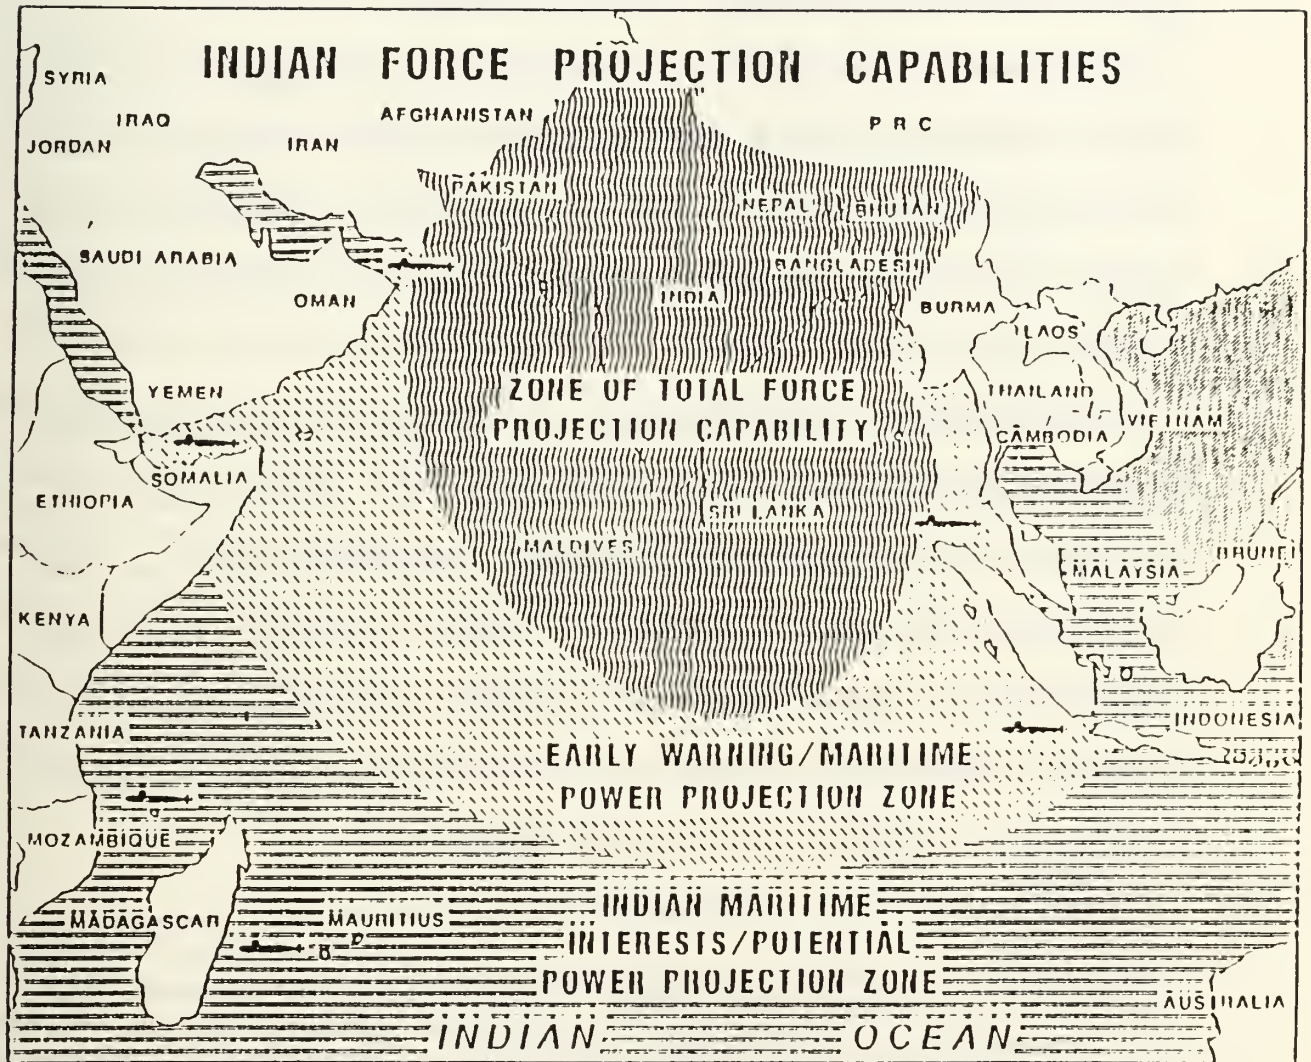 INDIAN FORCE PROJECTION CAPABILITIES
SYRIA
IRAQ
JORDAN
IRAN
AFGHANISTAN
PRC
PAKISTAN
NEPAL
BHUTAN
SAUDI ARABIA
BANGLADESH
OMAN
INDIA
BURMA
LAOS
YEMEN
ZONE OF TOTAL FORCE
PROJECTION CAPABILITY
THAILAND
VIETNAM
CAMBODIA
SOMALIA
ETHIOPIA
SRI LANKA
MALDIVES
BRUNEI
MALAYSIA
KENYA
TANZANIA
INDONESIA
EARLY WARNING/MARITIME
POWER PROJECTION ZONE
MOZAMBIQUE
INDIAN MARITIME
INTERESTS/POTENTIAL
POWER PROJECTION ZONE
MADAGASCAR
MAURITIUS
AUSTRALIA
INDIAN OCEAN